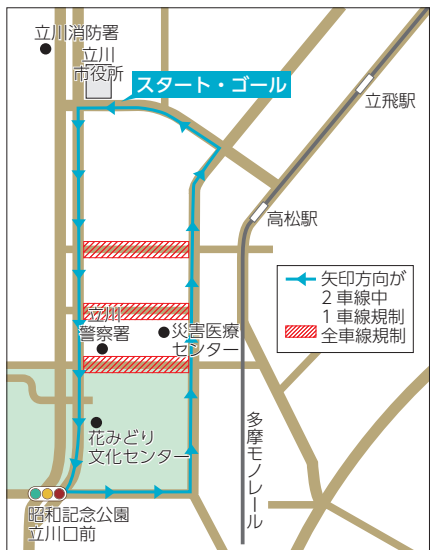 立川消防署
立川
市役所
スタート・ゴール
立飛駅
高松駅
矢印方向が
2車線中
1車線規制
全車線規制
立川
警察署
災害医療
センター
花みどり
文化センター
多摩モノレール
昭和記念公園
立川口前